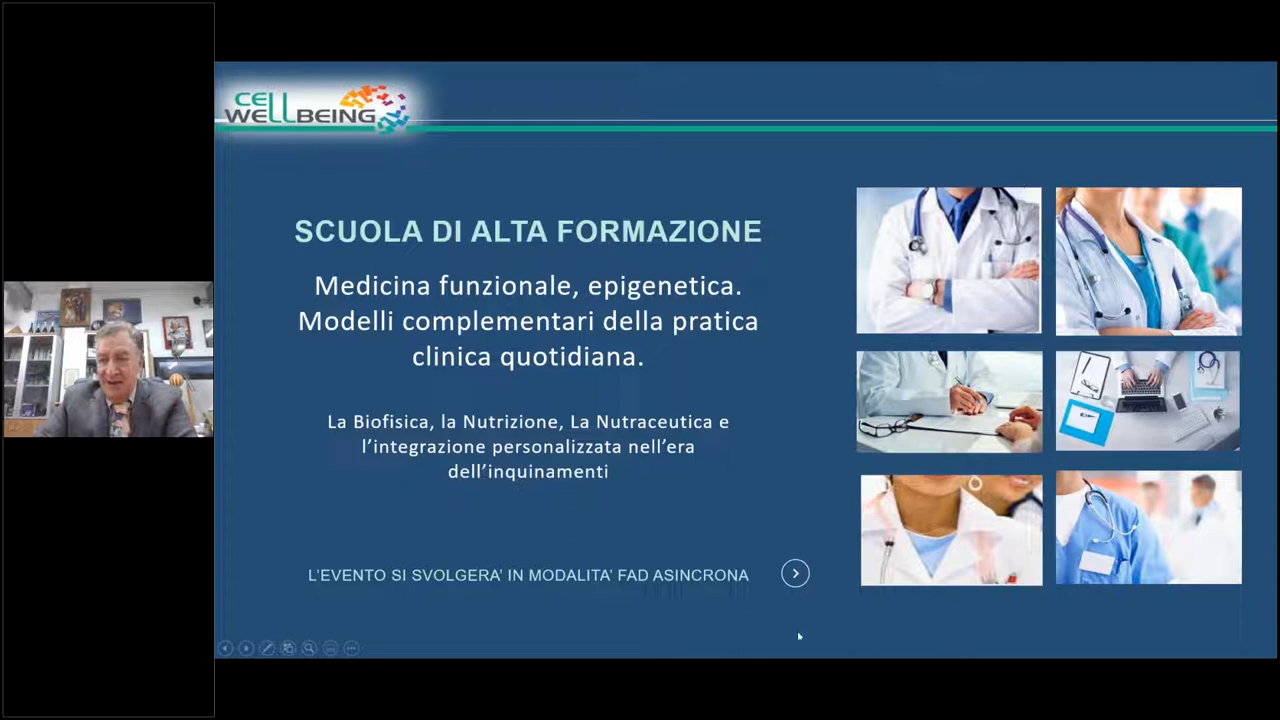 CELL
WELLBEING
SCUOLA DI ALTA FORMAZIONE
Medicina funzionale, epigenetica.
Modelli complementari della pratica
clinica quotidiana.
La Biofisica, la Nutrizione, La Nutraceutica e
l’integrazione personalizzata nell’era
dell’inquinamenti
L’EVENTO SI SVOLGERA’ IN MODALITA’ FAD ASINCRONA